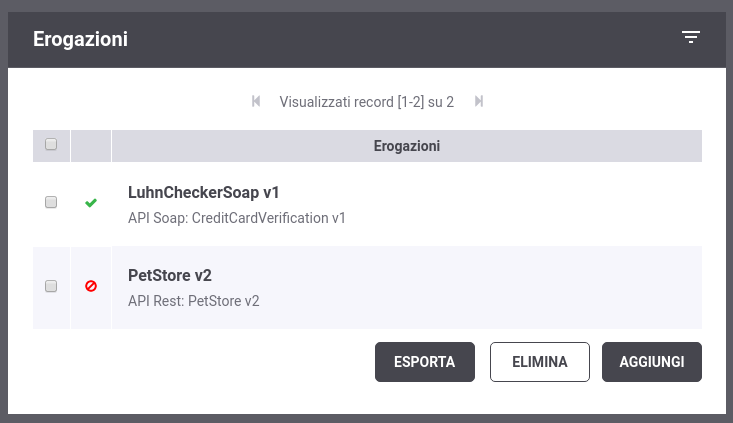 Erogazioni
Visualizzati record [1-2] su 2
Erogazioni
LuhnCheckerSoap v1
API Soap: CreditCardVerification v1
PetStore v2
API Rest: PetStore v2
ESPORTA ELIMINA AGGIUNGI